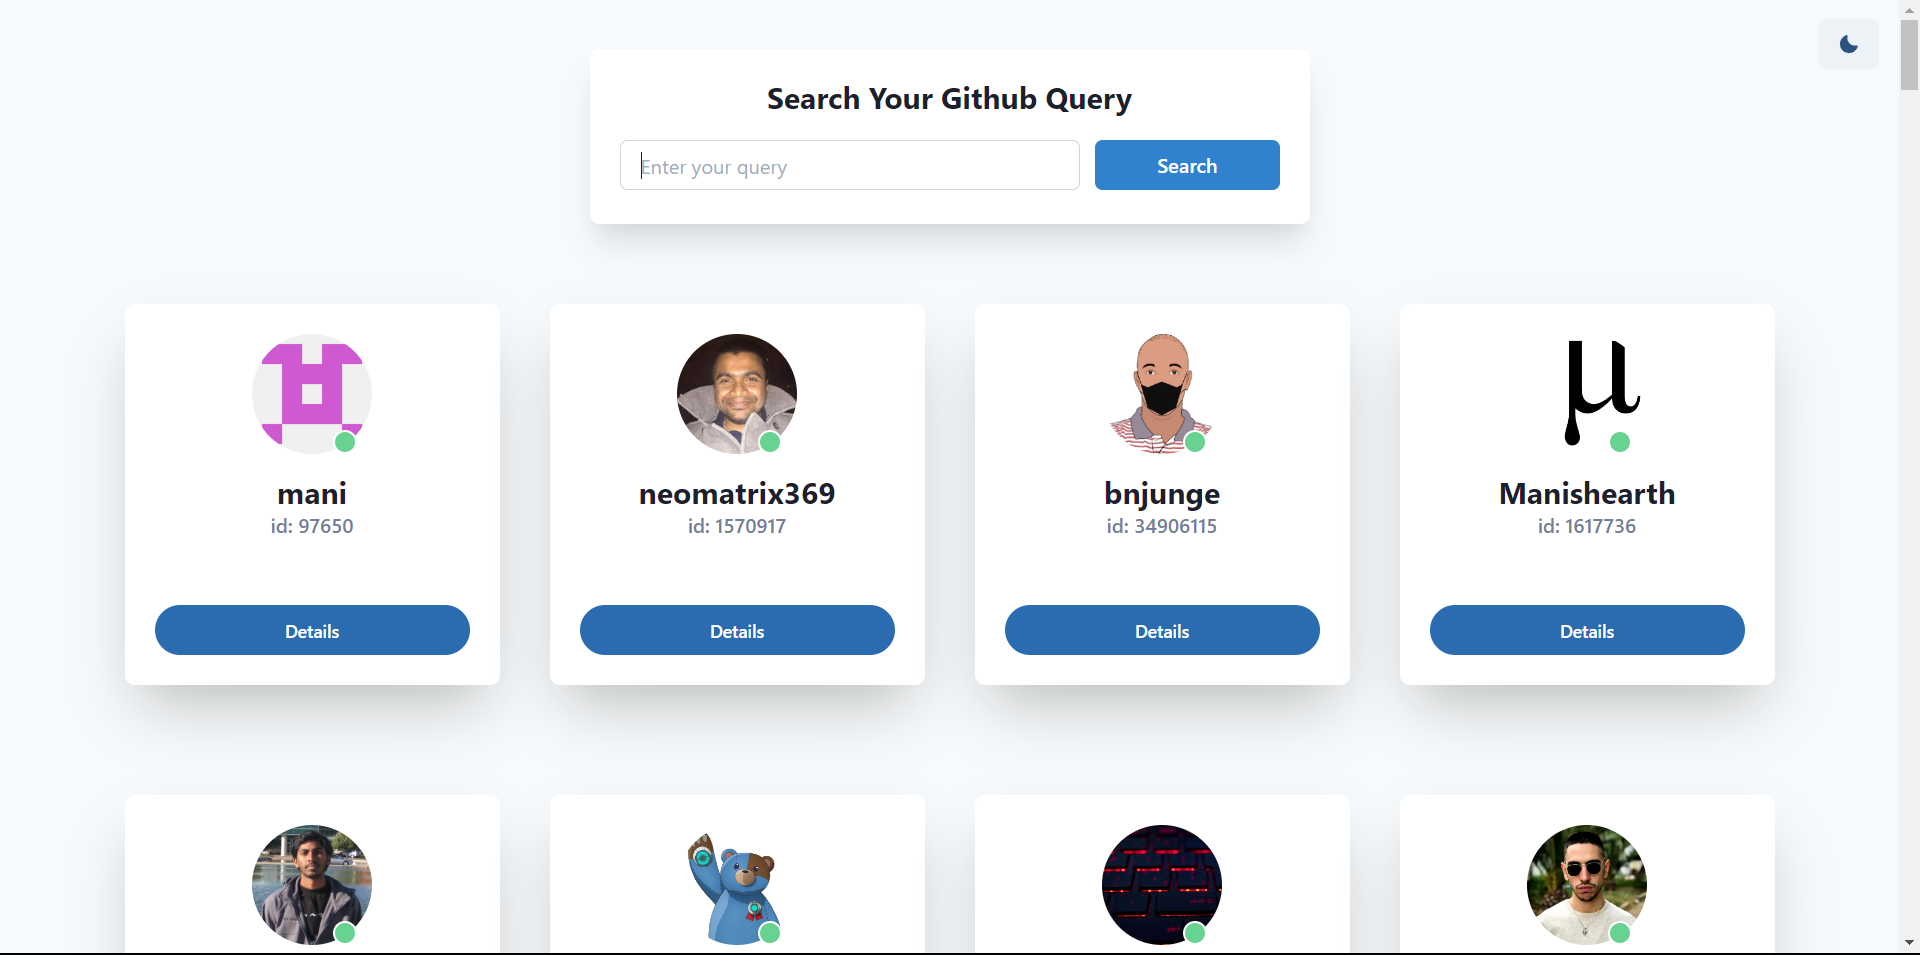 Search Your Github Query
Enter your query
Search
mani
id: 97650
Details
neomatrix369
id: 1570917
Details
bnjunge
id: 34906115
Details
µ
Manishearth
id: 1617736
Details